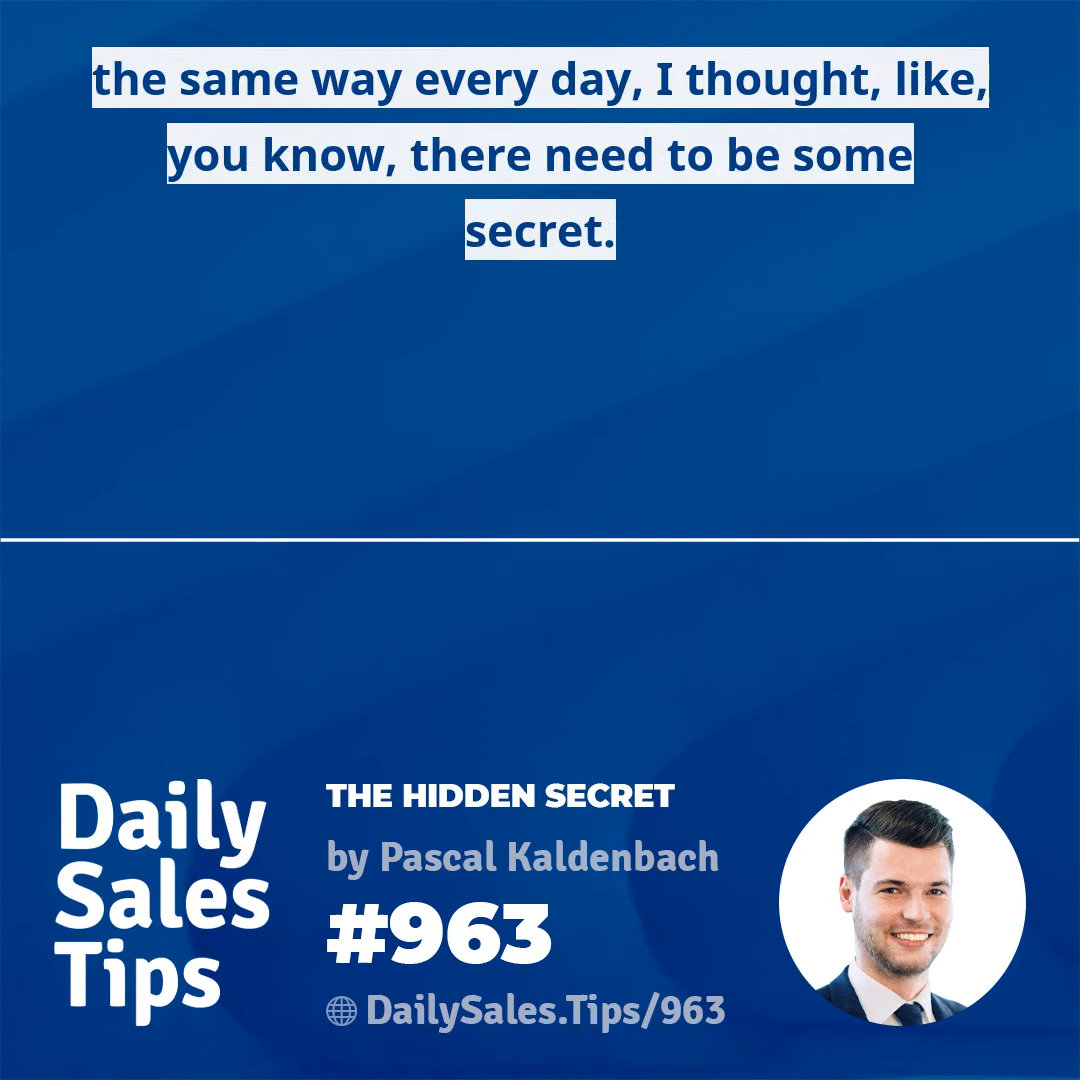 the same way every day, I thought, like,
you know, there need to be some
secret.
Daily
Sales
Tips
THE HIDDEN SECRET
by Pascal Kaldenbach
#963
DailySales.Tips/963